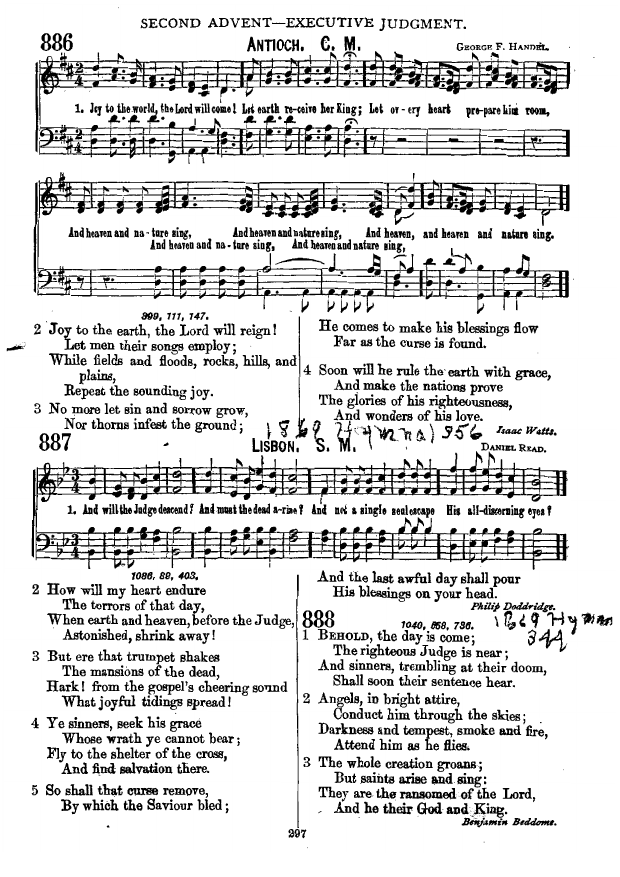 SECOND ADVENT—EXECUTIVE JUDGMENT.
886
ANTIOCH. C. M.
GEORGE F. HANDEL.
1. Joy to the world, the Lord will come! Let earth re-ceive her King; Let ev-ery heart pre-pare him room,
And heaven and na-ture sing, And heaven and nature sing, And heaven, and heaven and nature sing.
And heaven and na-ture sing, And heaven and nature sing,
999, 111, 147.
2 Joy to the earth, the Lord will reign!
Let men their songs employ;
While fields and floods, rocks, hills, and
plains,
Repeat the sounding joy.
3 No more let sin and sorrow grow,
Nor thorns infest the ground;
He comes to make his blessings flow
Far as the curse is found.
4 Soon will he rule the earth with grace,
And make the nations prove
The glories of his righteousness,
And wonders of his love.
Isaac Watts.
1869 Hymnal 956
887
LISBON. S. M.
DANIEL READ.
1. And will the Judge descend? And must the dead a-rise? And not a single soul escape His all-discerning eyes?
1086, 88, 403.
2 How will my heart endure
The terrors of that day,
When earth and heaven, before the Judge,
Astonished, shrink away!
3 But ere that trumpet shakes
The mansions of the dead,
Hark! from the gospel's cheering sound
What joyful tidings spread!
4 Ye sinners, seek his grace
Whose wrath ye cannot bear;
Fly to the shelter of the cross,
And find salvation there.
5 So shall that curse remove,
By which the Saviour bled;
And the last awful day shall pour
His blessings on your head.
Philip Doddridge.
888
1040, 858, 736.
1869 Hymn
344
1 BEHOLD, the day is come;
The righteous Judge is near;
And sinners, trembling at their doom,
Shall soon their sentence hear.
2 Angels, in bright attire,
Conduct him through the skies;
Darkness and tempest, smoke and fire,
Attend him as he flies.
3 The whole creation groans;
But saints arise and sing:
They are the ransomed of the Lord,
And he their God and King.
Benjamin Beddome.
297